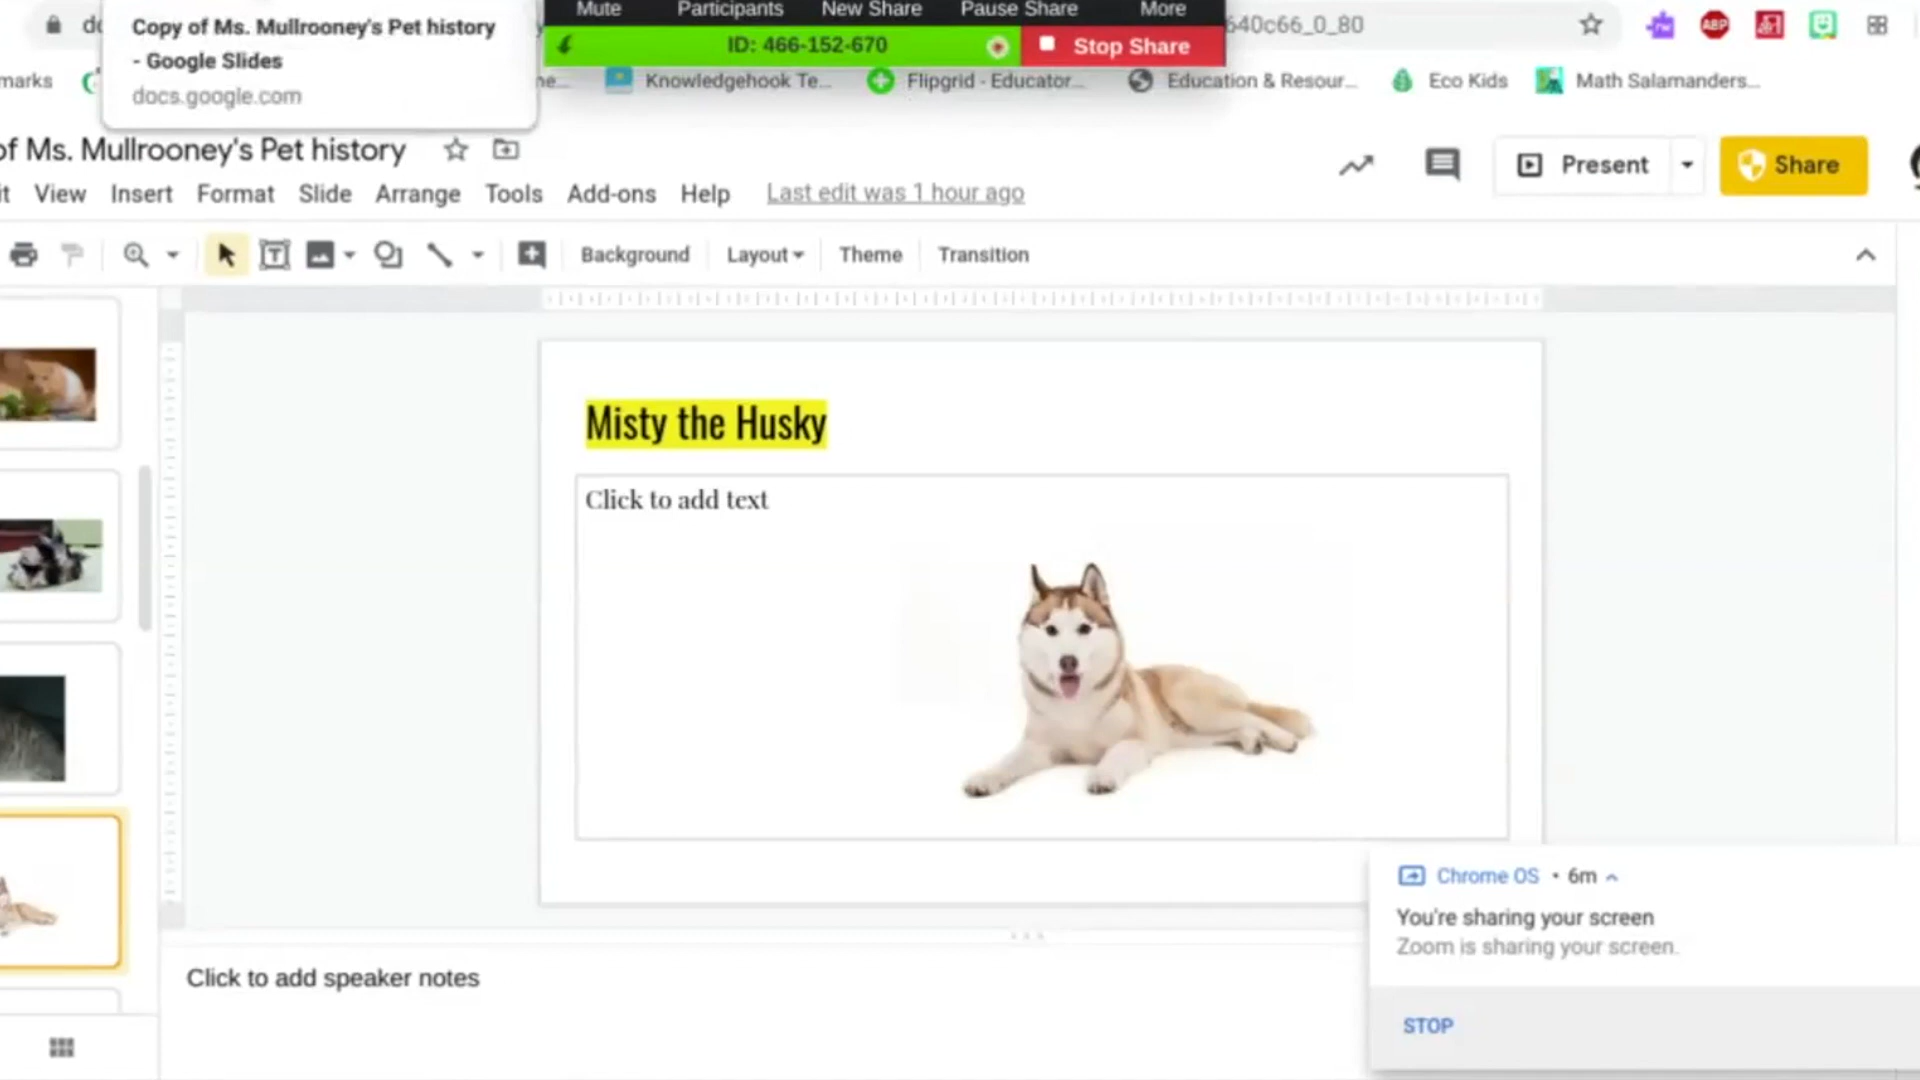 Mute Participants New Share Pause Share More
Copy of Ms. Mullrooney's Pet history
- Google Slides
docs.google.com
ID: 466-152-670 Stop Share
640c66_0_80
ABP
marks
Knowledgehook Te...
Flipgrid - Educator...
Education & Resour...
Eco Kids
Math Salamanders...
of Ms. Mullrooney's Pet history
Present
Share
View Insert Format Slide Arrange Tools Add-ons Help Last edit was 1 hour ago
Background Layout Theme Transition
Misty the Husky
Click to add text
Chrome OS • 6m
You're sharing your screen
Zoom is sharing your screen.
STOP
Click to add speaker notes